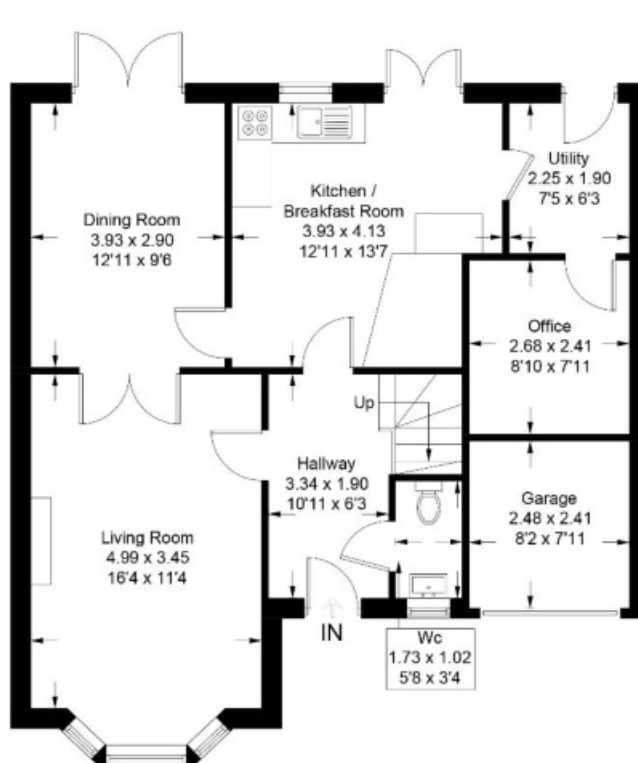 Dining Room
3.93 x 2.90
12'11 x 9'6
Kitchen /
Breakfast Room
3.93 x 4.13
12'11 x 13'7
Utility
2.25 x 1.90
7'5 x 6'3
Office
2.68 x 2.41
8'10 x 7'11
Up
Hallway
3.34 x 1.90
10'11 x 6'3
Living Room
4.99 x 3.45
16'4 x 11'4
Garage
2.48 x 2.41
8'2 x 7'11
IN
Wc
1.73 x 1.02
5'8 x 3'4